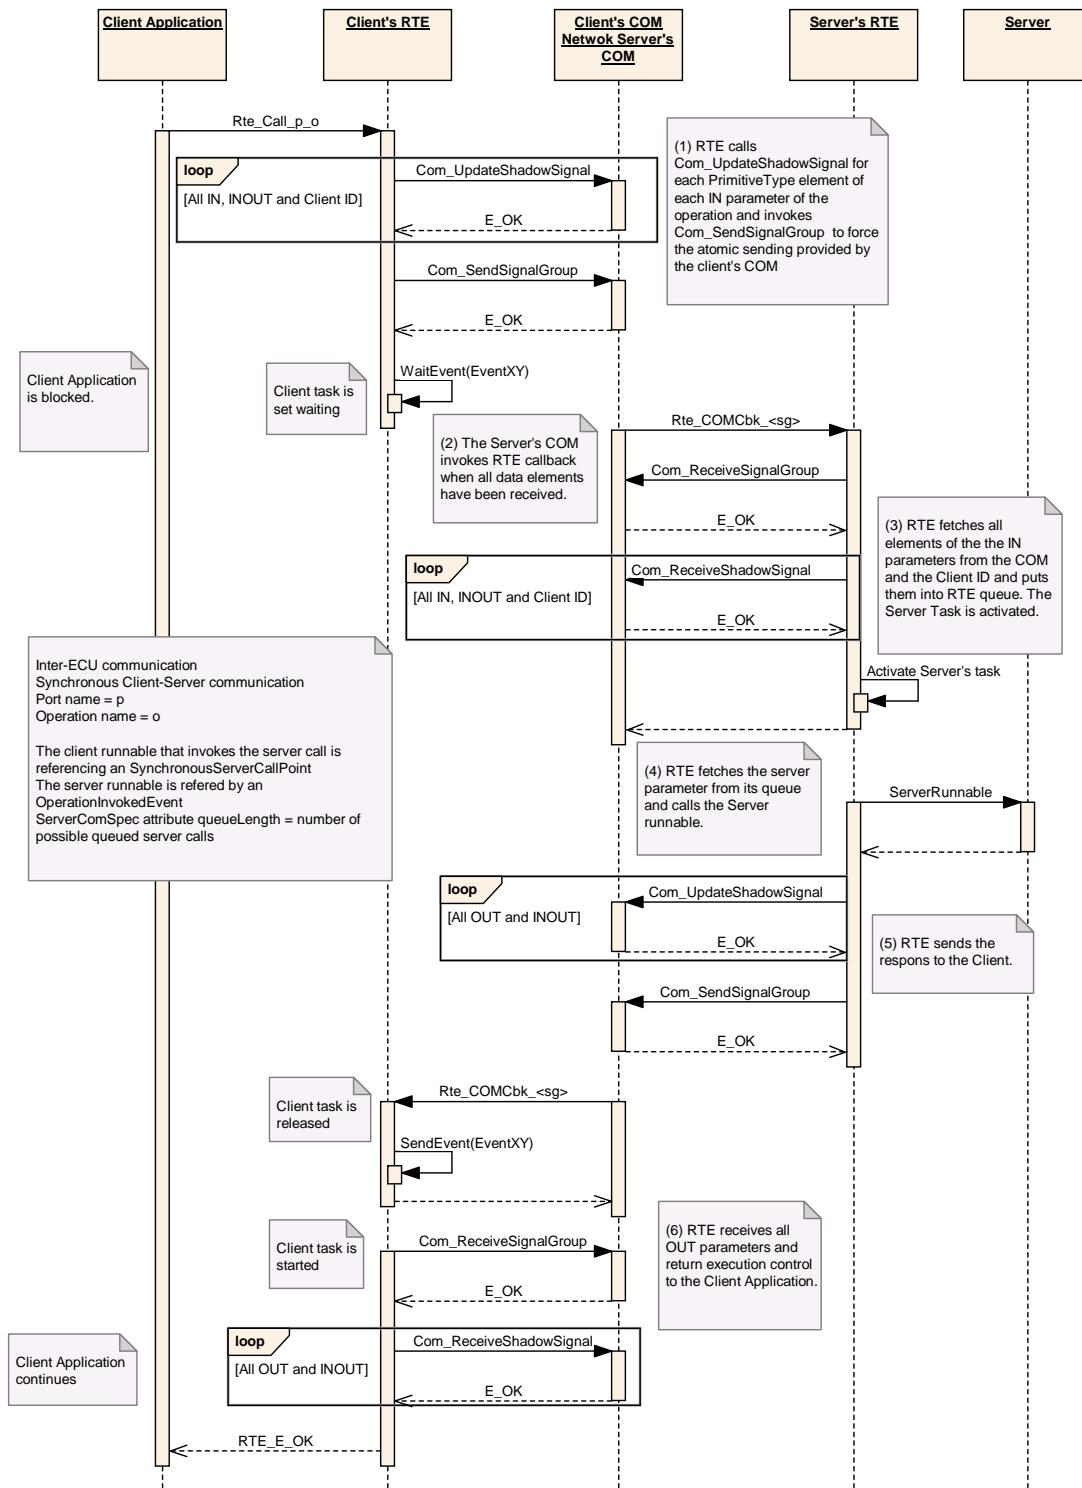 Client Application
Client's RTE
Client's COM
Netwok Server's
COM
Server's RTE
Server
Rte_Call_p_o
(1) RTE calls
Com_UpdateShadowSignal for
each PrimitiveType element of
each IN parameter of the
operation and invokes
Com_SendSignalGroup to force
the atomic sending provided by
the client's COM
loop
[All IN, INOUT and Client ID]
Com_UpdateShadowSignal
E_OK
Com_SendSignalGroup
E_OK
Client Application
is blocked.
Client task is
set waiting
WaitEvent(EventXY)
(2) The Server's COM
invokes RTE callback
when all data elements
have been received.
Rte_COMCbk_<sg>
Com_ReceiveSignalGroup
E_OK
(3) RTE fetches all
elements of the the IN
parameters from the COM
and the Client ID and puts
them into RTE queue. The
Server Task is activated.
loop
[All IN, INOUT and Client ID]
Com_ReceiveShadowSignal
E_OK
Inter-ECU communication
Synchronous Client-Server communication
Port name = p
Operation name = o
The client runnable that invokes the server call is
referencing an SynchronousServerCallPoint
The server runnable is refered by an
OperationInvokedEvent
ServerComSpec attribute queueLength = number of
possible queued server calls
Activate Server's task
(4) RTE fetches the server
parameter from its queue
and calls the Server
runnable.
ServerRunnable
loop
[All OUT and INOUT]
Com_UpdateShadowSignal
E_OK
(5) RTE sends the
respons to the Client.
Com_SendSignalGroup
E_OK
Client task is
released
Rte_COMCbk_<sg>
SendEvent(EventXY)
Client task is
started
Com_ReceiveSignalGroup
E_OK
(6) RTE receives all
OUT parameters and
return execution control
to the Client Application.
Client Application
continues
loop
[All OUT and INOUT]
Com_ReceiveShadowSignal
E_OK
RTE_E_OK